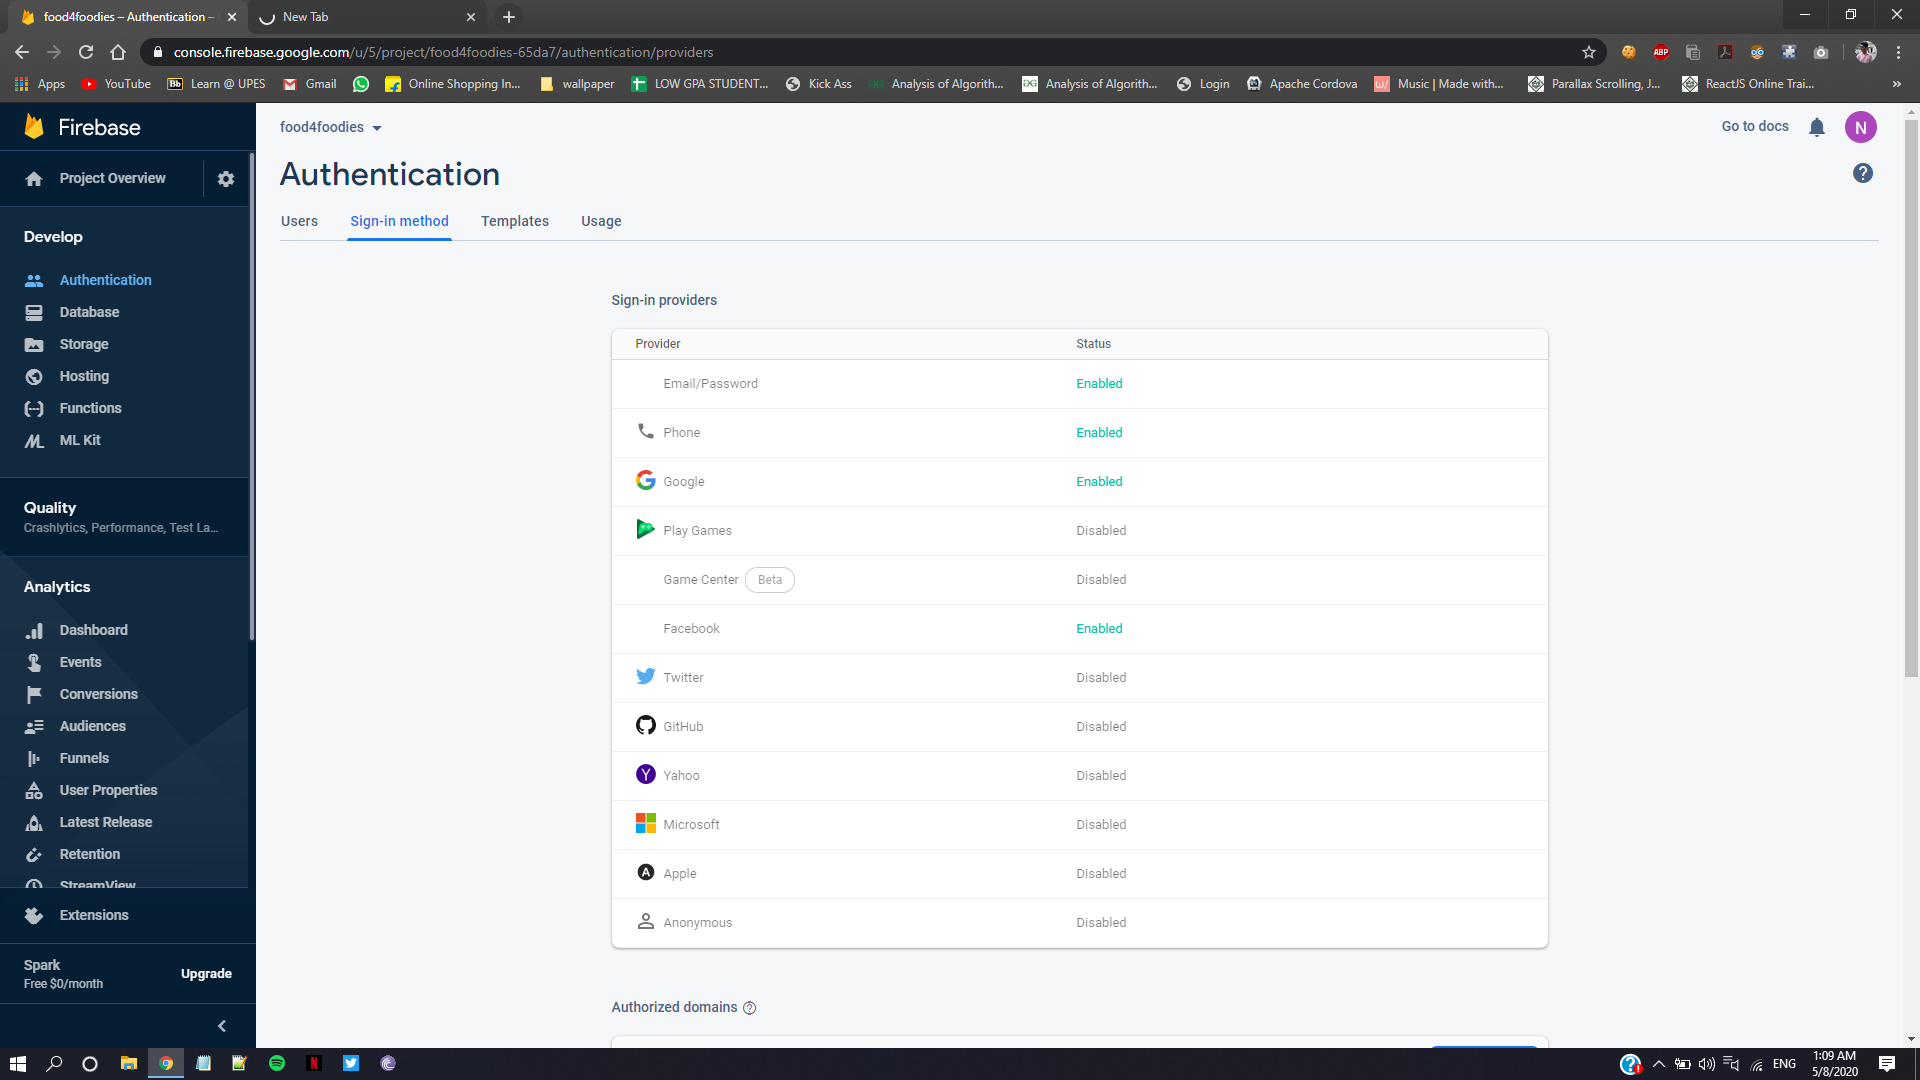 food4foodies – Authentication –
New Tab
console.firebase.google.com/u/5/project/food4foodies-65da7/authentication/providers
Apps
YouTube
Bb
Learn @ UPES
Gmail
Online Shopping In...
wallpaper
LOW GPA STUDENT...
Kick Ass
Analysis of Algorith...
Analysis of Algorith...
Login
Apache Cordova
w/
Music | Made with...
Parallax Scrolling, J...
ReactJS Online Trai...
»
ABP
Firebase
Project Overview
Develop
Authentication
Database
Storage
Hosting
Functions
ML Kit
Quality
Crashlytics, Performance, Test La...
Analytics
Dashboard
Events
Conversions
Audiences
Funnels
User Properties
Latest Release
Retention
StreamView
Extensions
Spark
Free $0/month
Upgrade
food4foodies
Go to docs
N
Authentication
?
Users
Sign-in method
Templates
Usage
Sign-in providers
Provider
Status
Email/Password
Enabled
Phone
Enabled
Google
Enabled
Play Games
Disabled
Game Center
Beta
Disabled
Facebook
Enabled
Twitter
Disabled
GitHub
Disabled
Yahoo
Disabled
Microsoft
Disabled
Apple
Disabled
Anonymous
Disabled
Authorized domains
ENG
1:09 AM
5/8/2020